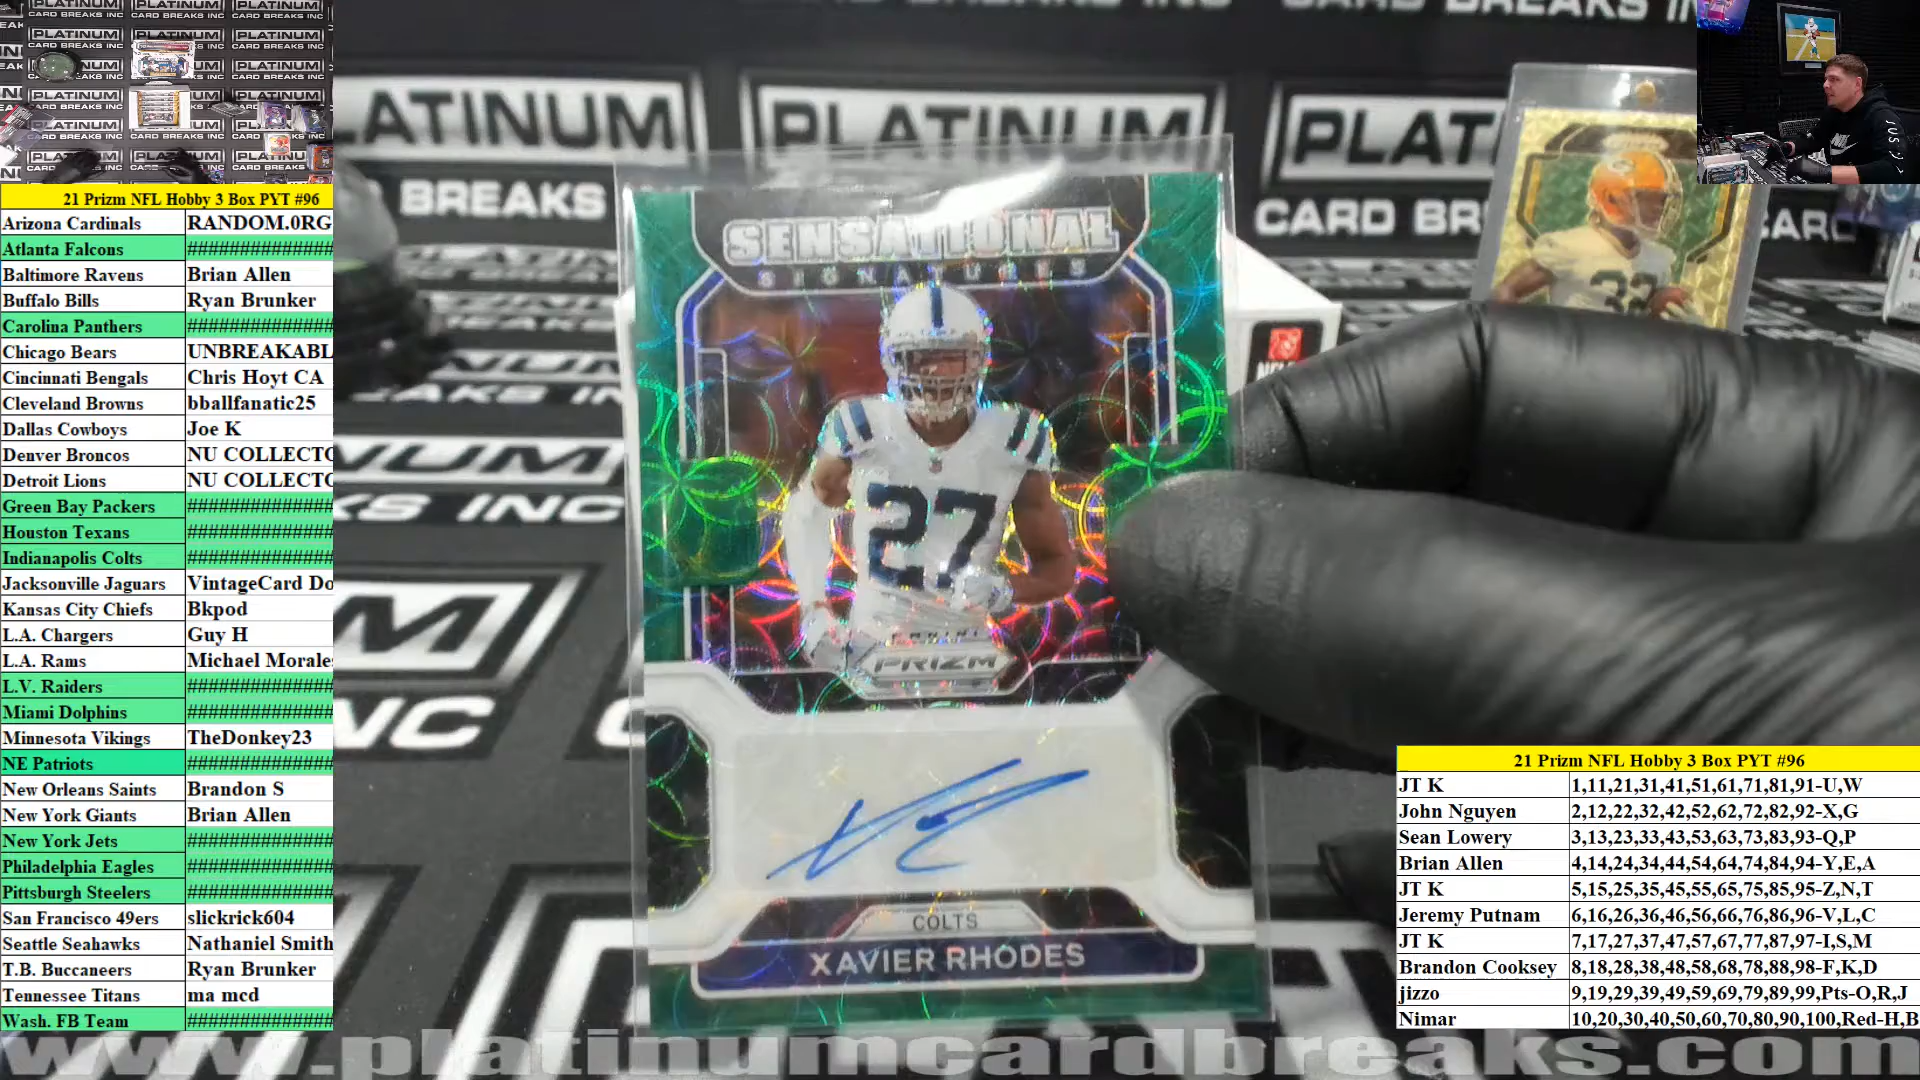 21 Prizm NFL Hobby 3 Box PYT #96
Arizona Cardinals RANDOM.0RG
Atlanta Falcons ################
Baltimore Ravens Brian Allen
Buffalo Bills Ryan Brunker
Carolina Panthers ################
Chicago Bears UNBREAKABL
Cincinnati Bengals Chris Hoyt CA
Cleveland Browns bballfanatic25
Dallas Cowboys Joe K
Denver Broncos NU COLLECTO
Detroit Lions NU COLLECTO
Green Bay Packers ################
Houston Texans ################
Indianapolis Colts ################
Jacksonville Jaguars VintageCard Do
Kansas City Chiefs Bkpod
L.A. Chargers Guy H
L.A. Rams Michael Morale
L.V. Raiders ################
Miami Dolphins ################
Minnesota Vikings TheDonkey23
NE Patriots ################
New Orleans Saints Brandon S
New York Giants Brian Allen
New York Jets ################
Philadelphia Eagles ################
Pittsburgh Steelers ################
San Francisco 49ers slickrick604
Seattle Seahawks Nathaniel Smith
T.B. Buccaneers Ryan Brunker
Tennessee Titans ma mcd
Wash. FB Team ################
PLATINUM
CARD BREAKS INC
SENSATIONAL
SIGNATURES
27
PANINI
PRIZM
COLTS
XAVIER RHODES
33
21 Prizm NFL Hobby 3 Box PYT #96
JT K 1,11,21,31,41,51,61,71,81,91-U,W
John Nguyen 2,12,22,32,42,52,62,72,82,92-X,G
Sean Lowery 3,13,23,33,43,53,63,73,83,93-Q,P
Brian Allen 4,14,24,34,44,54,64,74,84,94-Y,E,A
JT K 5,15,25,35,45,55,65,75,85,95-Z,N,T
Jeremy Putnam 6,16,26,36,46,56,66,76,86,96-V,L,C
JT K 7,17,27,37,47,57,67,77,87,97-I,S,M
Brandon Cooksey 8,18,28,38,48,58,68,78,88,98-F,K,D
jizzo 9,19,29,39,49,59,69,79,89,99,Pts-O,R,J
Nimar 10,20,30,40,50,60,70,80,90,100,Red-H,B
www.platinumcardbreaks.com